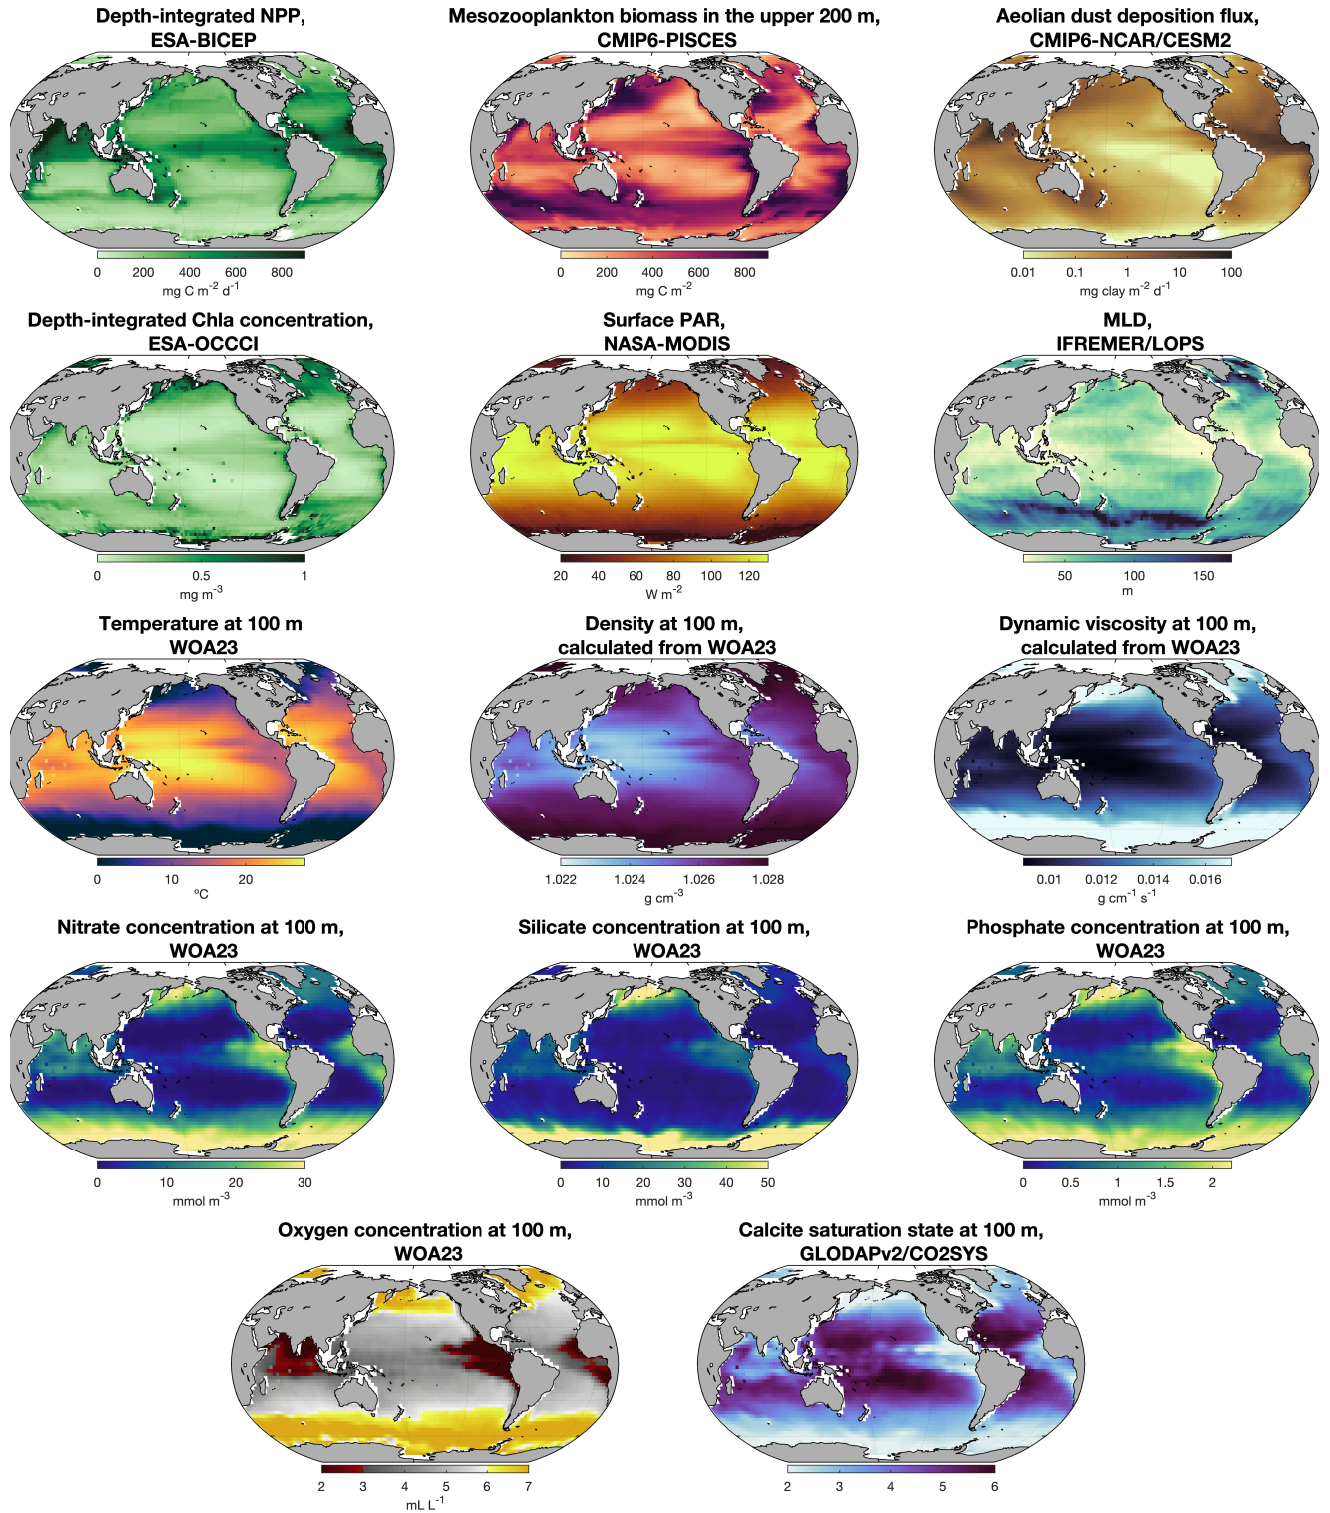 Depth-integrated NPP,
ESA-BICEP
0 200 400 600 800
mg C m⁻² d⁻¹
Mesozooplankton biomass in the upper 200 m,
CMIP6-PISCES
0 200 400 600 800
mg C m⁻²
Aeolian dust deposition flux,
CMIP6-NCAR/CESM2
0.01 0.1 1 10 100
mg clay m⁻² d⁻¹
Depth-integrated Chla concentration,
ESA-OCCCI
0 0.5 1
mg m⁻³
Surface PAR,
NASA-MODIS
20 40 60 80 100 120
W m⁻²
MLD,
IFREMER/LOPS
50 100 150
m
Temperature at 100 m
WOA23
0 10 20
ºC
Density at 100 m,
calculated from WOA23
1.022 1.024 1.026 1.028
g cm⁻³
Dynamic viscosity at 100 m,
calculated from WOA23
0.01 0.012 0.014 0.016
g cm⁻¹ s⁻¹
Nitrate concentration at 100 m,
WOA23
0 10 20 30
mmol m⁻³
Silicate concentration at 100 m,
WOA23
0 10 20 30 40 50
mmol m⁻³
Phosphate concentration at 100 m,
WOA23
0 0.5 1 1.5 2
mmol m⁻³
Oxygen concentration at 100 m,
WOA23
2 3 4 5 6 7
mL L⁻¹
Calcite saturation state at 100 m,
GLODAPv2/CO2SYS
2 3 4 5 6